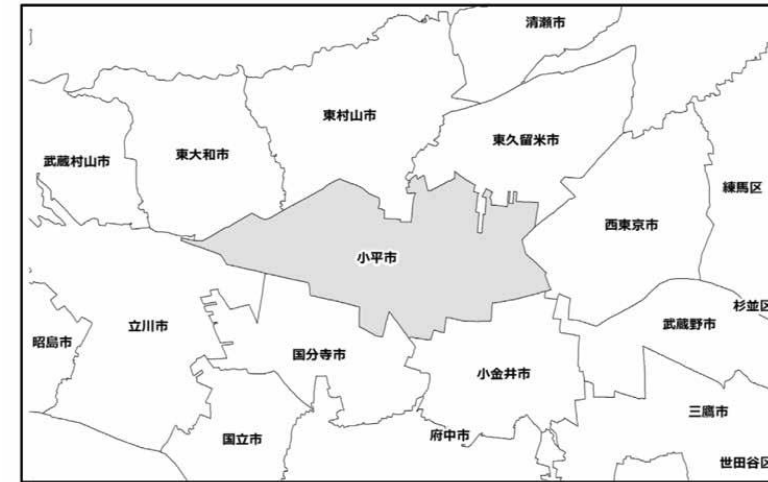 清瀬市
東村山市
東久留米市
武蔵村山市
東大和市
練馬区
西東京市
小平市
杉並区
立川市
武蔵野市
昭島市
国分寺市
小金井市
三鷹市
国立市
府中市
世田谷区